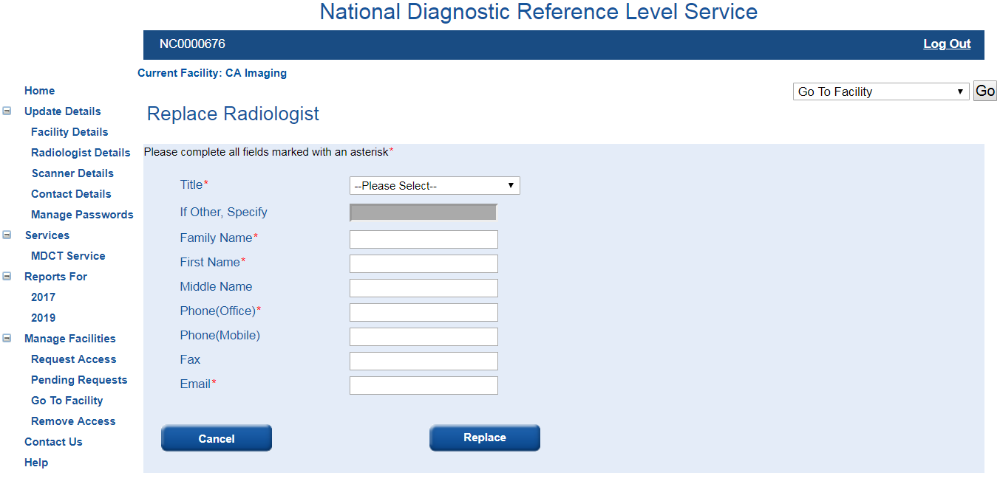 National Diagnostic Reference Level Service
NC0000676 Log Out
Current Facility: CA Imaging
Go To Facility Go
Home
Update Details
Facility Details
Radiologist Details
Scanner Details
Contact Details
Manage Passwords
Services
MDCT Service
Reports For
2017
2019
Manage Facilities
Request Access
Pending Requests
Go To Facility
Remove Access
Contact Us
Help
Replace Radiologist
Please complete all fields marked with an asterisk*
Title* --Please Select--
If Other, Specify
Family Name*
First Name*
Middle Name
Phone(Office)*
Phone(Mobile)
Fax
Email*
Cancel Replace